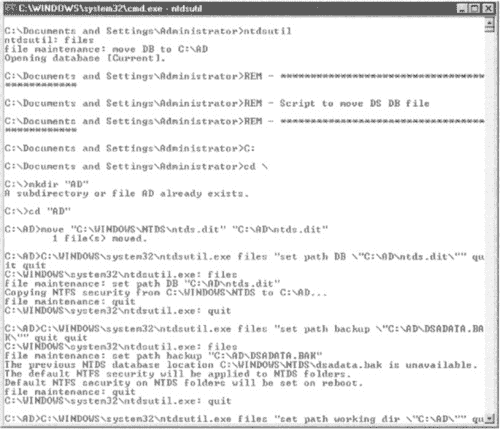 C:\WINDOWS\system32\cmd.exe - ntdsutil
C:\Documents and Settings\Administrator>ntdsutil
ntdsutil: files
file maintenance: move DB to C:\AD
Opening database [Current].
C:\Documents and Settings\Administrator>REM - **********************************
************
C:\Documents and Settings\Administrator>REM - Script to move DS DB file
C:\Documents and Settings\Administrator>REM - **********************************
************
C:\Documents and Settings\Administrator>C:
C:\Documents and Settings\Administrator>cd \
C:\>mkdir "AD"
A subdirectory or file AD already exists.
C:\>cd "AD"
C:\AD>move "C:\WINDOWS\NTDS\ntds.dit" "C:\AD\ntds.dit"
1 file(s) moved.
C:\AD>C:\WINDOWS\system32\ntdsutil.exe files "set path DB \"C:\AD\ntds.dit\"" qu
it quit
C:\WINDOWS\system32\ntdsutil.exe: files
file maintenance: set path DB "C:\AD\ntds.dit"
Copying NTFS security from C:\WINDOWS\NTDS to C:\AD...
file maintenance: quit
C:\WINDOWS\system32\ntdsutil.exe: quit
C:\AD>C:\WINDOWS\system32\ntdsutil.exe files "set path backup \"C:\AD\DSADATA.BA
K\"" quit quit
C:\WINDOWS\system32\ntdsutil.exe: files
file maintenance: set path backup "C:\AD\DSADATA.BAK"
The previous NTDS database location C:\WINDOWS\NTDS\dsadata.bak is unavailable.
The default NTFS security will be applied to NTDS folders.
Default NTFS security on NTDS folders will be set on reboot.
file maintenance: quit
C:\WINDOWS\system32\ntdsutil.exe: quit
C:\AD>C:\WINDOWS\system32\ntdsutil.exe files "set path working dir \"C:\AD\"" qu